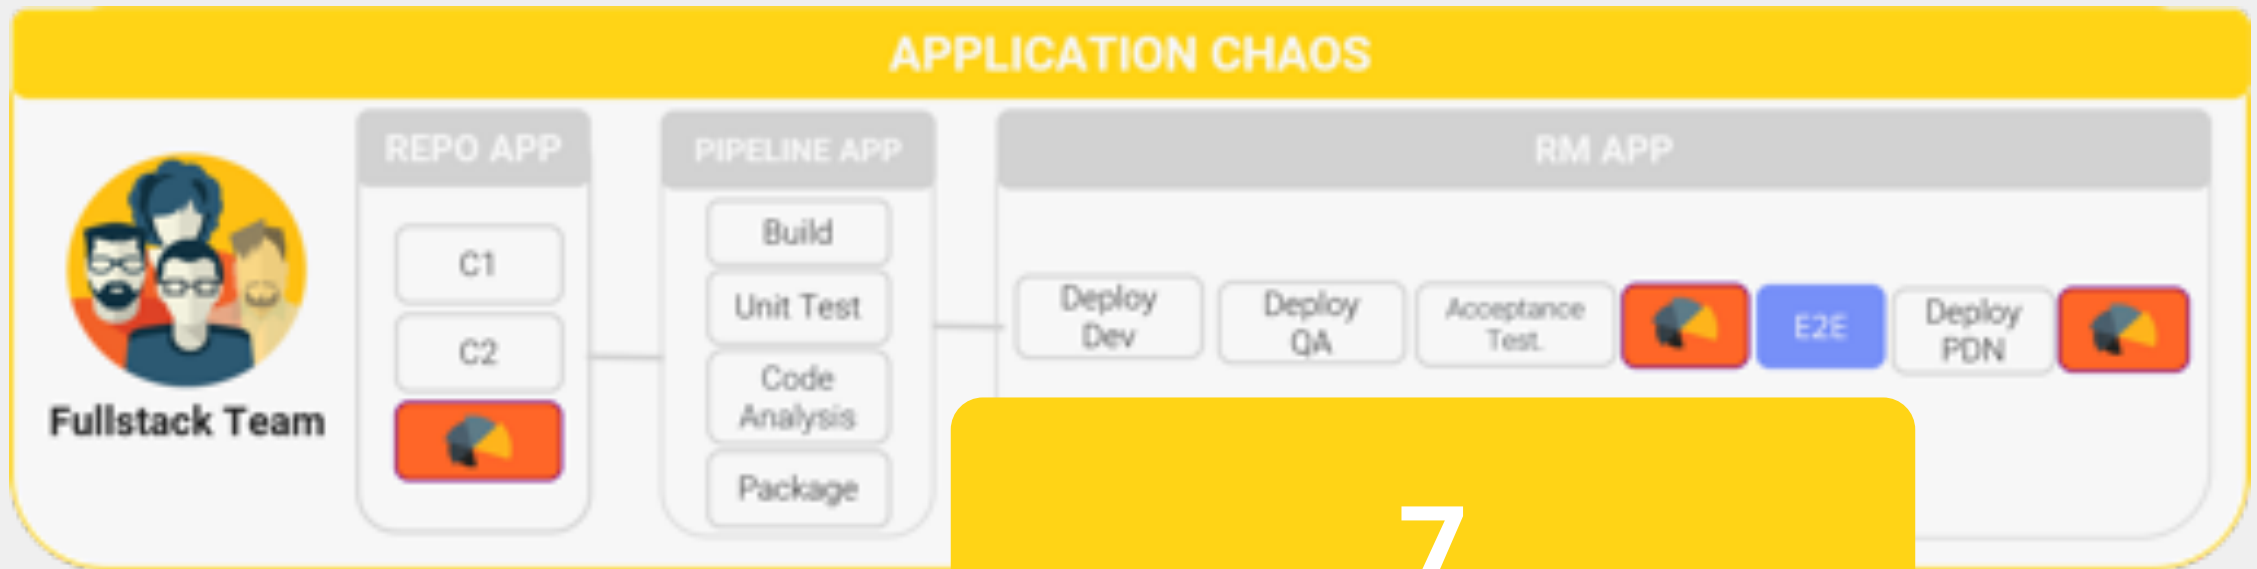 APPLICATION CHAOS
REPO APP
C1
C2
Fullstack Team
PIPELINE APP
Build
Unit Test
Code
Analysis
Package
RM APP
Deploy
Dev
Deploy
QA
Acceptance
Test.
E2E
Deploy
PDN
7